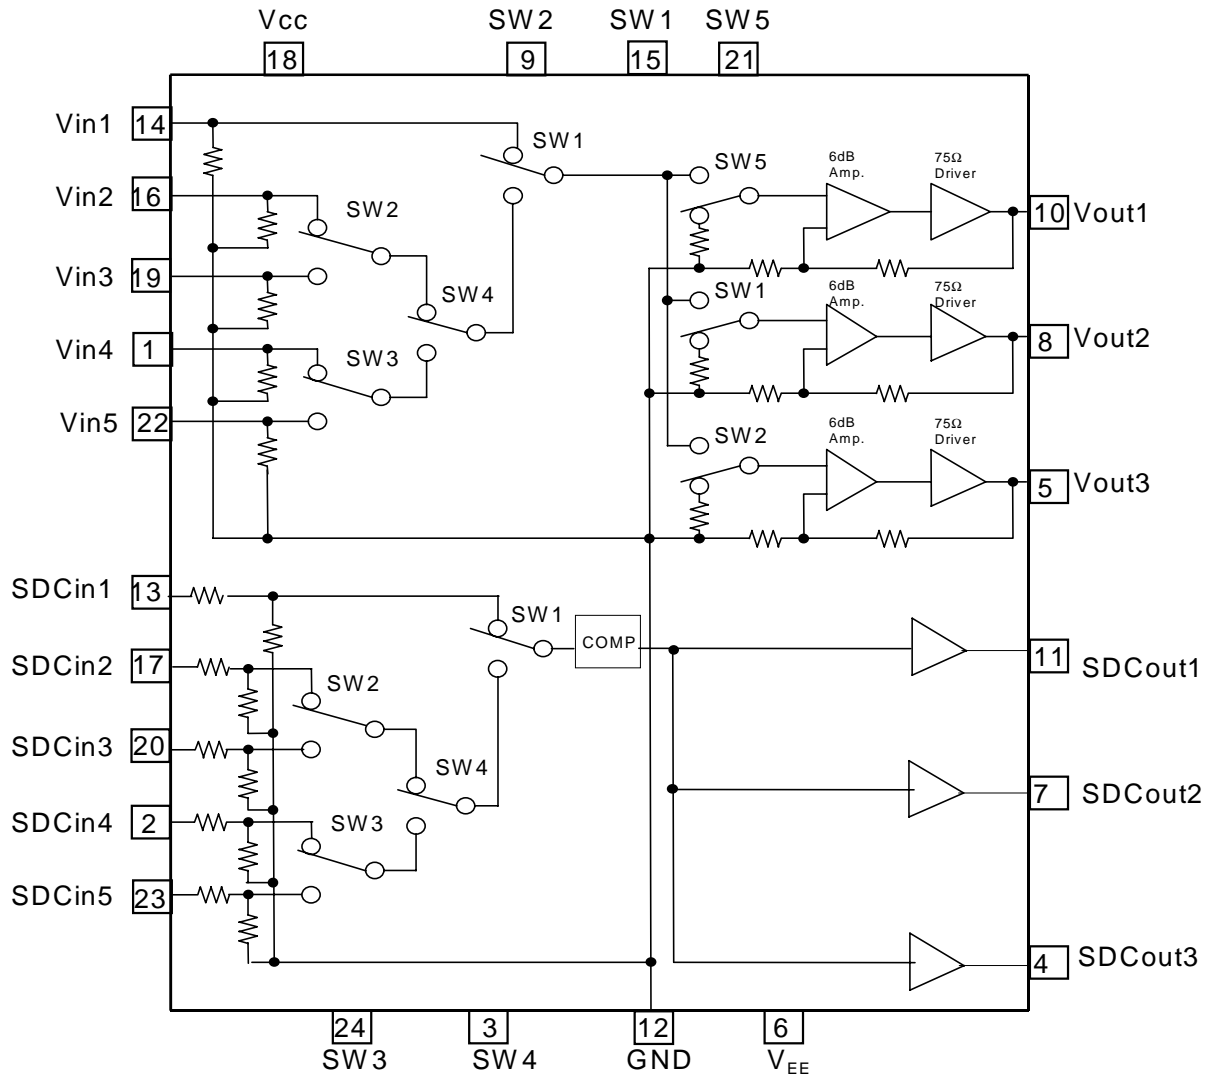 Vcc SW2 SW1 SW5
18 9 15 21
Vin1 14
SW1
Vin2 16
SW2
Vin3 19
SW4
Vin4 1
SW3
Vin5 22
SW5
6dB
Amp.
75Ω
Driver
10 Vout1
SW1
6dB
Amp.
75Ω
Driver
8 Vout2
SW2
6dB
Amp.
75Ω
Driver
5 Vout3
SDCin1 13
SW1
COMP
SDCin2 17
SW2
SDCin3 20
SW4
SDCin4 2
SW3
SDCin5 23
11 SDCout1
7 SDCout2
4 SDCout3
24 3 12 6
SW3 SW4 GND VEE